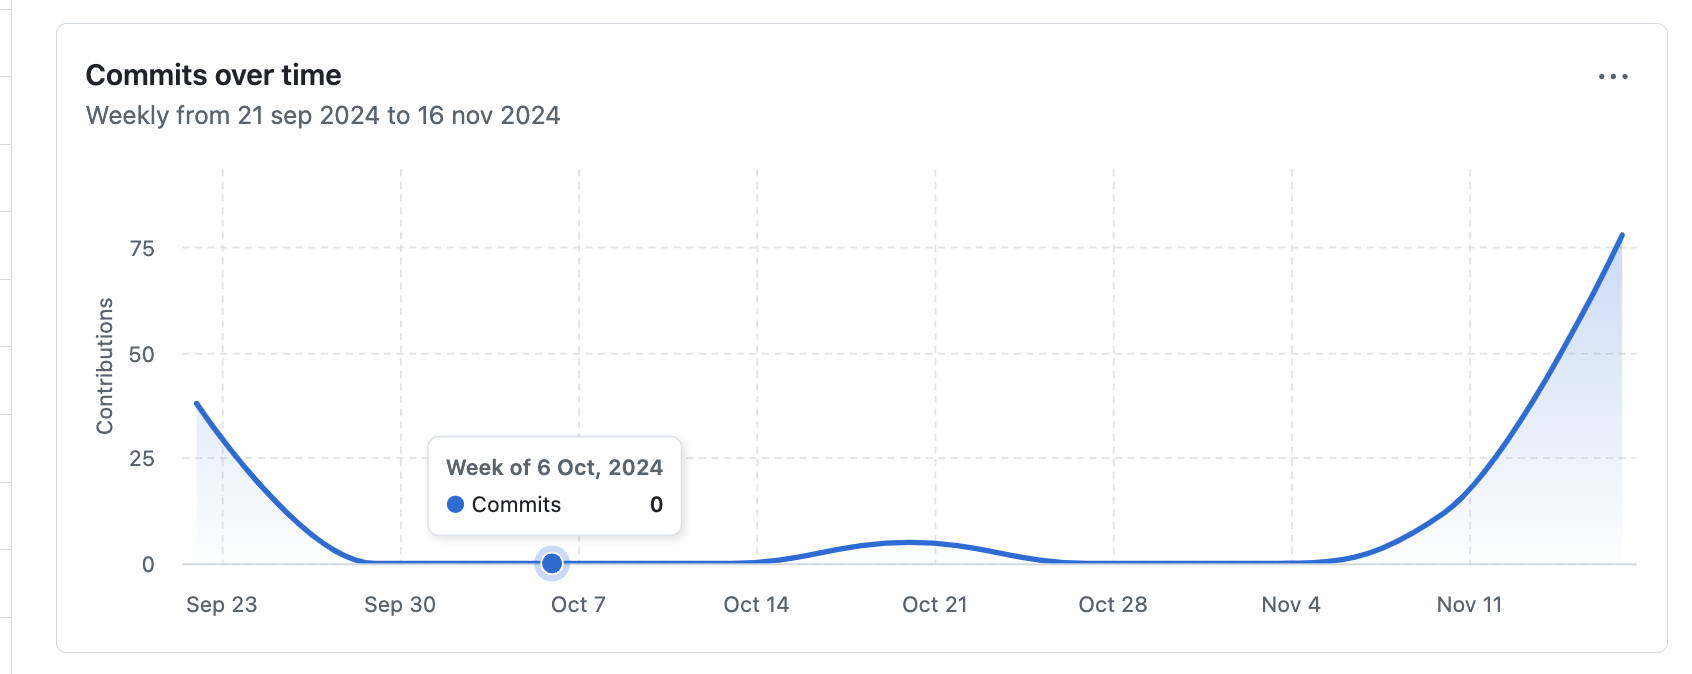 Commits over time
Weekly from 21 sep 2024 to 16 nov 2024
Contributions
75
50
25
0
Week of 6 Oct, 2024
Commits 0
Sep 23 Sep 30 Oct 7 Oct 14 Oct 21 Oct 28 Nov 4 Nov 11